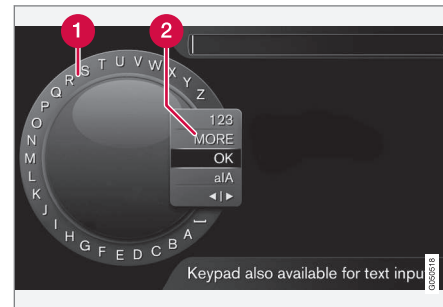 1
2
A B C D E F G H I J K L M N O P Q R S T U V W X Y Z
123
MORE
OK
a|A
◄|►
Keypad also available for text inpu
G050518